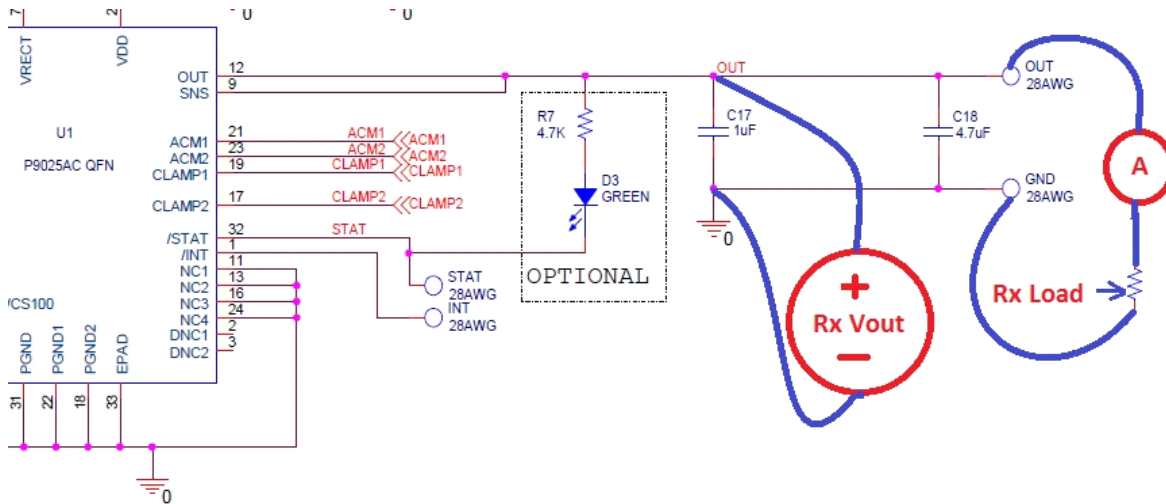 7
2
0
0
VRECT
VDD
OUT
12
SNS
9
U1
P9025AC QFN
ACM1
21
ACM1
ACM1
ACM2
23
ACM2
ACM2
CLAMP1
19
CLAMP1
CLAMP1
CLAMP2
17
CLAMP2
CLAMP2
/STAT
32
STAT
/INT
1
NC1
11
NC2
13
NC3
16
NC4
24
DNC1
2
DNC2
3
/CS100
PGND
PGND1
PGND2
EPAD
31
22
18
33
0
STAT
28AWG
INT
28AWG
R7
4.7K
D3
GREEN
OPTIONAL
OUT
C17
1uF
0
C18
4.7uF
OUT
28AWG
GND
28AWG
A
+
Rx Vout
–
Rx Load